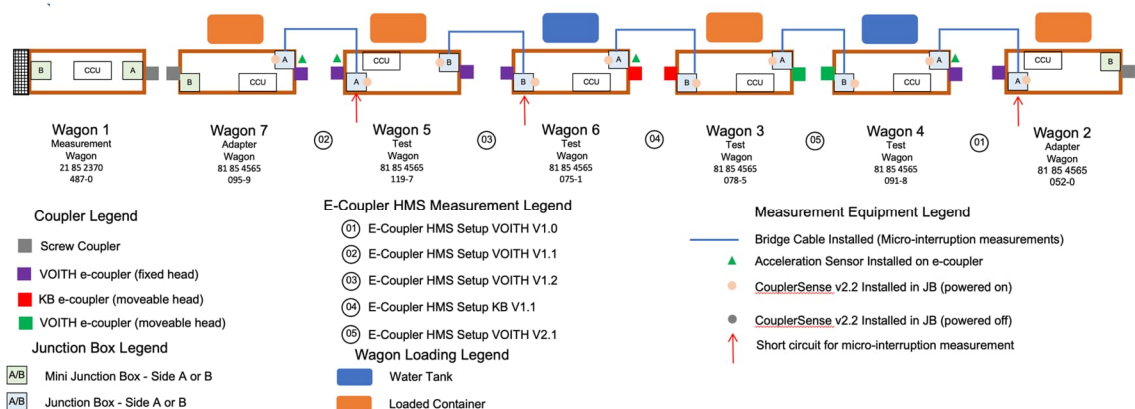 B
CCU
A
B
CCU
A
CCU
A
B
B
CCU
A
B
CCU
A
B
CCU
A
A
CCU
B
Wagon 1
Measurement
Wagon
21 85 2370
487-0
Wagon 7
Adapter
Wagon
81 85 4565
095-9
02
Wagon 5
Test
Wagon
81 85 4565
119-7
03
Wagon 6
Test
Wagon
81 85 4565
075-1
04
Wagon 3
Test
Wagon
81 85 4565
078-5
05
Wagon 4
Test
Wagon
81 85 4565
091-8
01
Wagon 2
Adapter
Wagon
81 85 4565
052-0
Coupler Legend
Screw Coupler
VOITH e-coupler (fixed head)
KB e-coupler (moveable head)
VOITH e-coupler (moveable head)
Junction Box Legend
A/B Mini Junction Box - Side A or B
A/B Junction Box - Side A or B
E-Coupler HMS Measurement Legend
01 E-Coupler HMS Setup VOITH V1.0
02 E-Coupler HMS Setup VOITH V1.1
03 E-Coupler HMS Setup VOITH V1.2
04 E-Coupler HMS Setup KB V1.1
05 E-Coupler HMS Setup VOITH V2.1
Wagon Loading Legend
Water Tank
Loaded Container
Measurement Equipment Legend
Bridge Cable Installed (Micro-interruption measurements)
Acceleration Sensor Installed on e-coupler
CouplerSense v2.2 Installed in JB (powered on)
CouplerSense v2.2 Installed in JB (powered off)
Short circuit for micro-interruption measurement